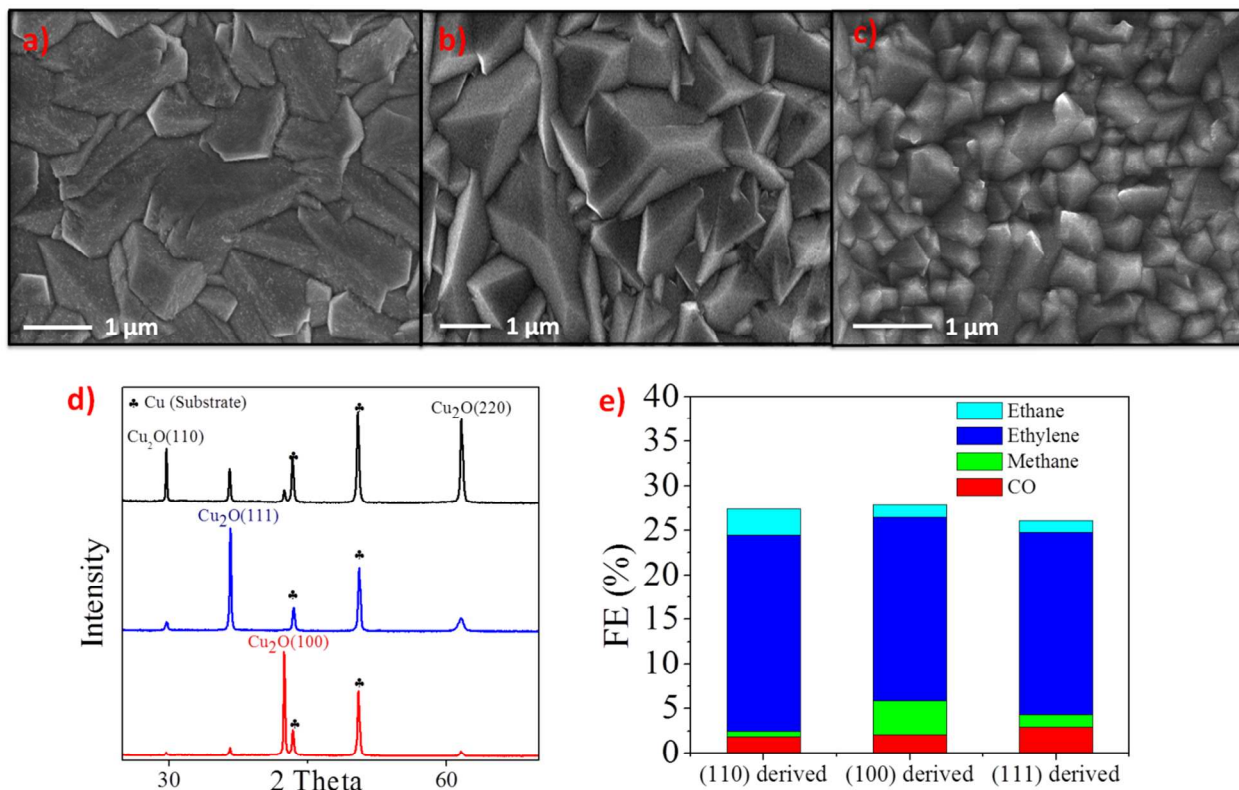 a)
b)
c)
1 µm
1 µm
1 µm
d)
♣ Cu (Substrate)
♣
Cu₂O(220)
Cu₂O(110)
♣
Cu₂O(111)
♣
♣
Cu₂O(100)
♣
♣
Intensity
30
60
2 Theta
e)
40
35
30
25
20
15
10
5
0
FE (%)
Ethane
Ethylene
Methane
CO
(110) derived
(100) derived
(111) derived